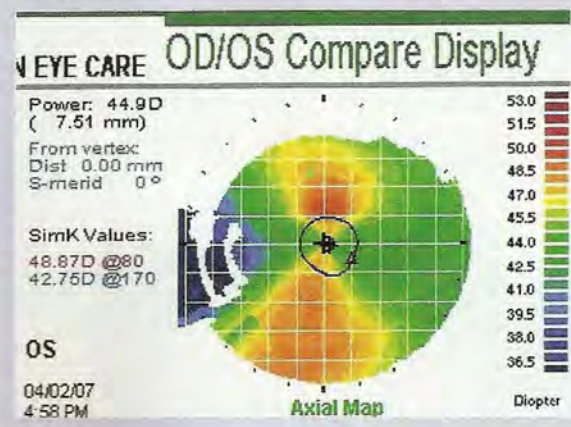 N EYE CARE OD/OS Compare Display
Power: 44.9D
( 7.51 mm)
From vertex:
Dist 0.00 mm
S-merid 0 °
SimK Values:
48.87D @80
42.75D @170
OS
04/02/07
4:58 PM
Axial Map
53.0
51.5
50.0
48.5
47.0
45.5
44.0
42.5
41.0
39.5
38.0
36.5
Diopter